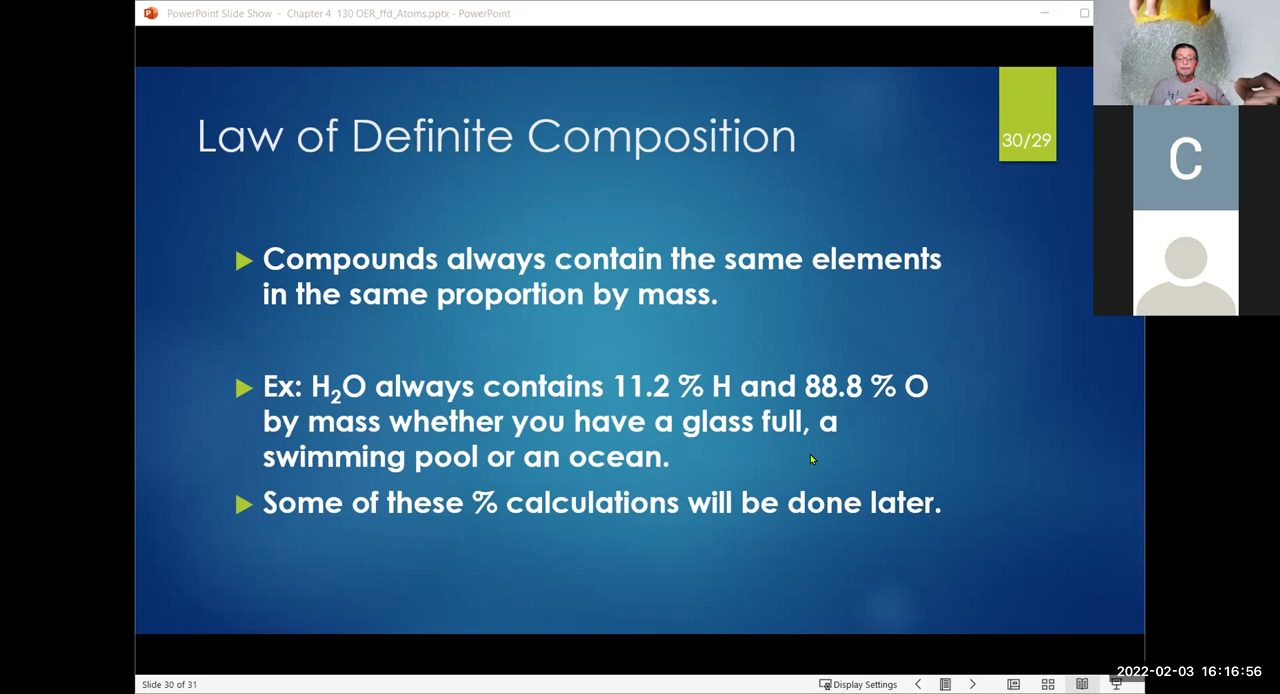 PowerPoint Slide Show - Chapter 4 130 OER_ffd_Atoms.pptx - PowerPoint
Law of Definite Composition
30/29
C
Compounds always contain the same elements
in the same proportion by mass.
Ex: H₂O always contains 11.2 % H and 88.8 % O
by mass whether you have a glass full, a
swimming pool or an ocean.
Some of these % calculations will be done later.
2022-02-03 16:16:56
Slide 30 of 31
Display Settings